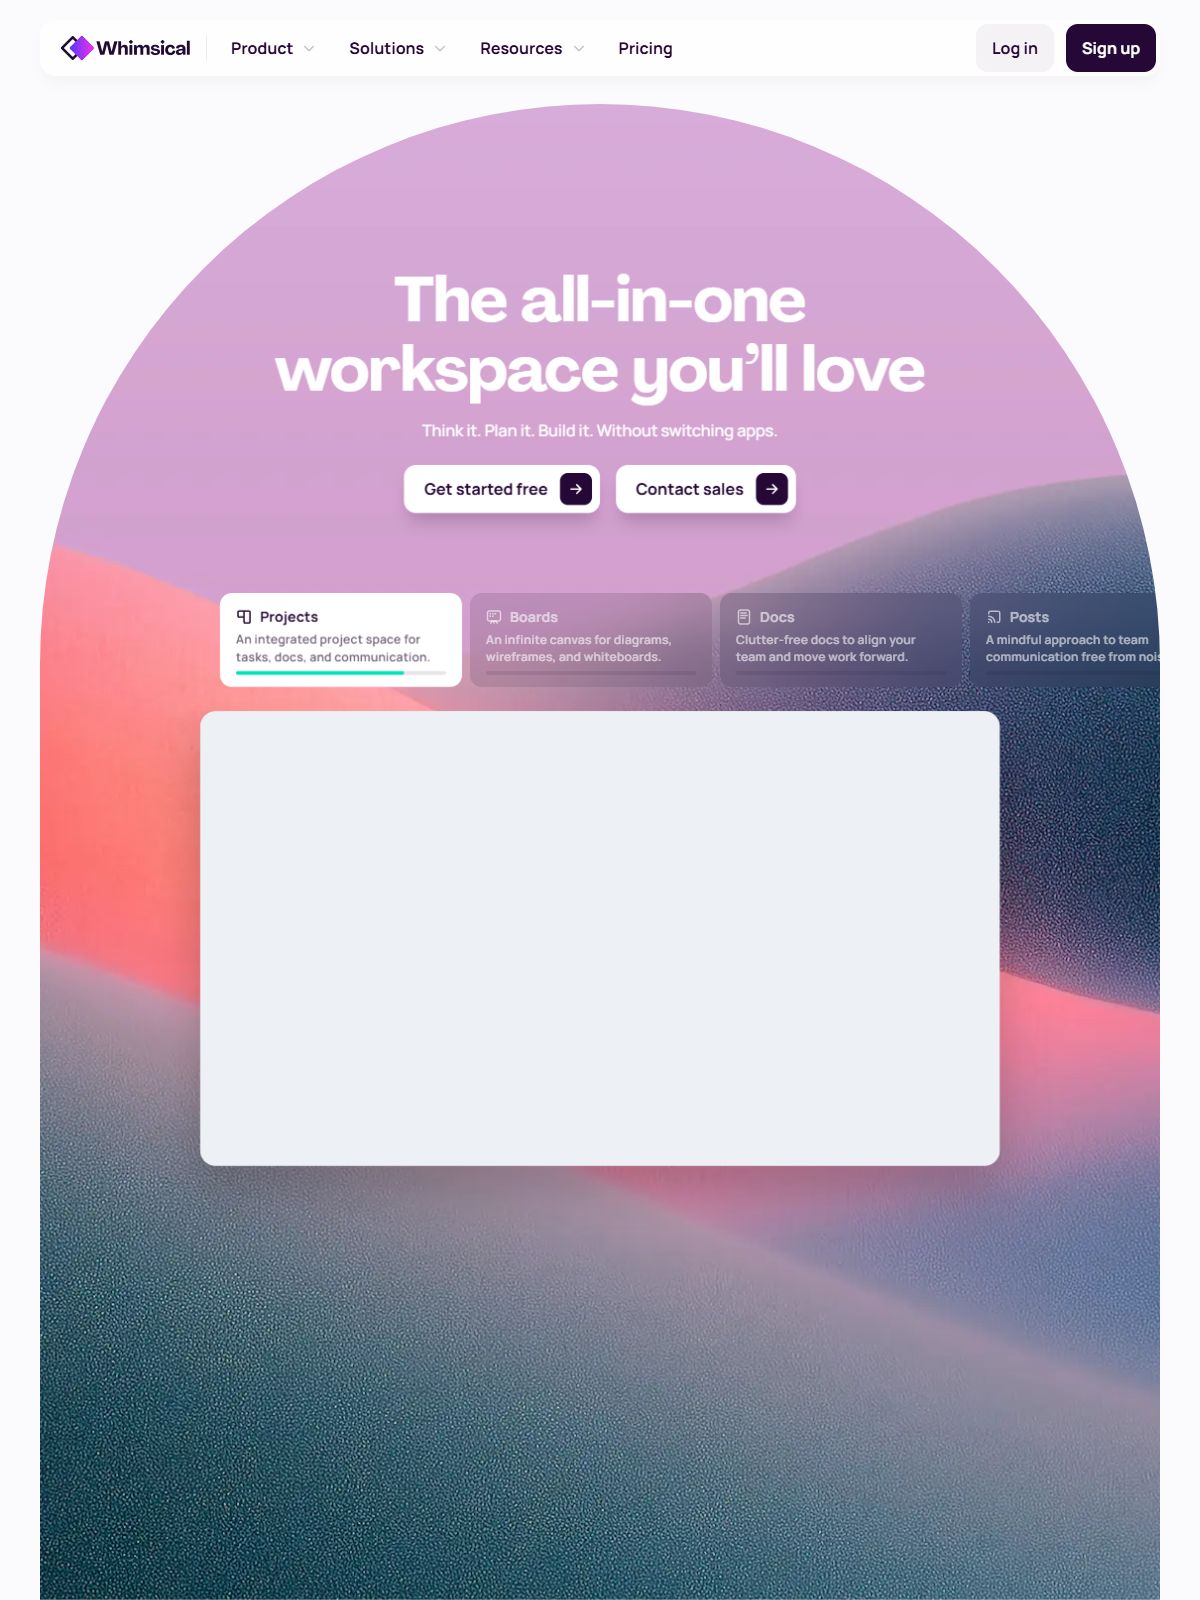 Whimsical
Product
Solutions
Resources
Pricing
Log in
Sign up
The all-in-one
workspace you’ll love
Think it. Plan it. Build it. Without switching apps.
Get started free
Contact sales
Projects
An integrated project space for
tasks, docs, and communication.
Boards
An infinite canvas for diagrams,
wireframes, and whiteboards.
Docs
Clutter-free docs to align your
team and move work forward.
Posts
A mindful approach to team
communication free from